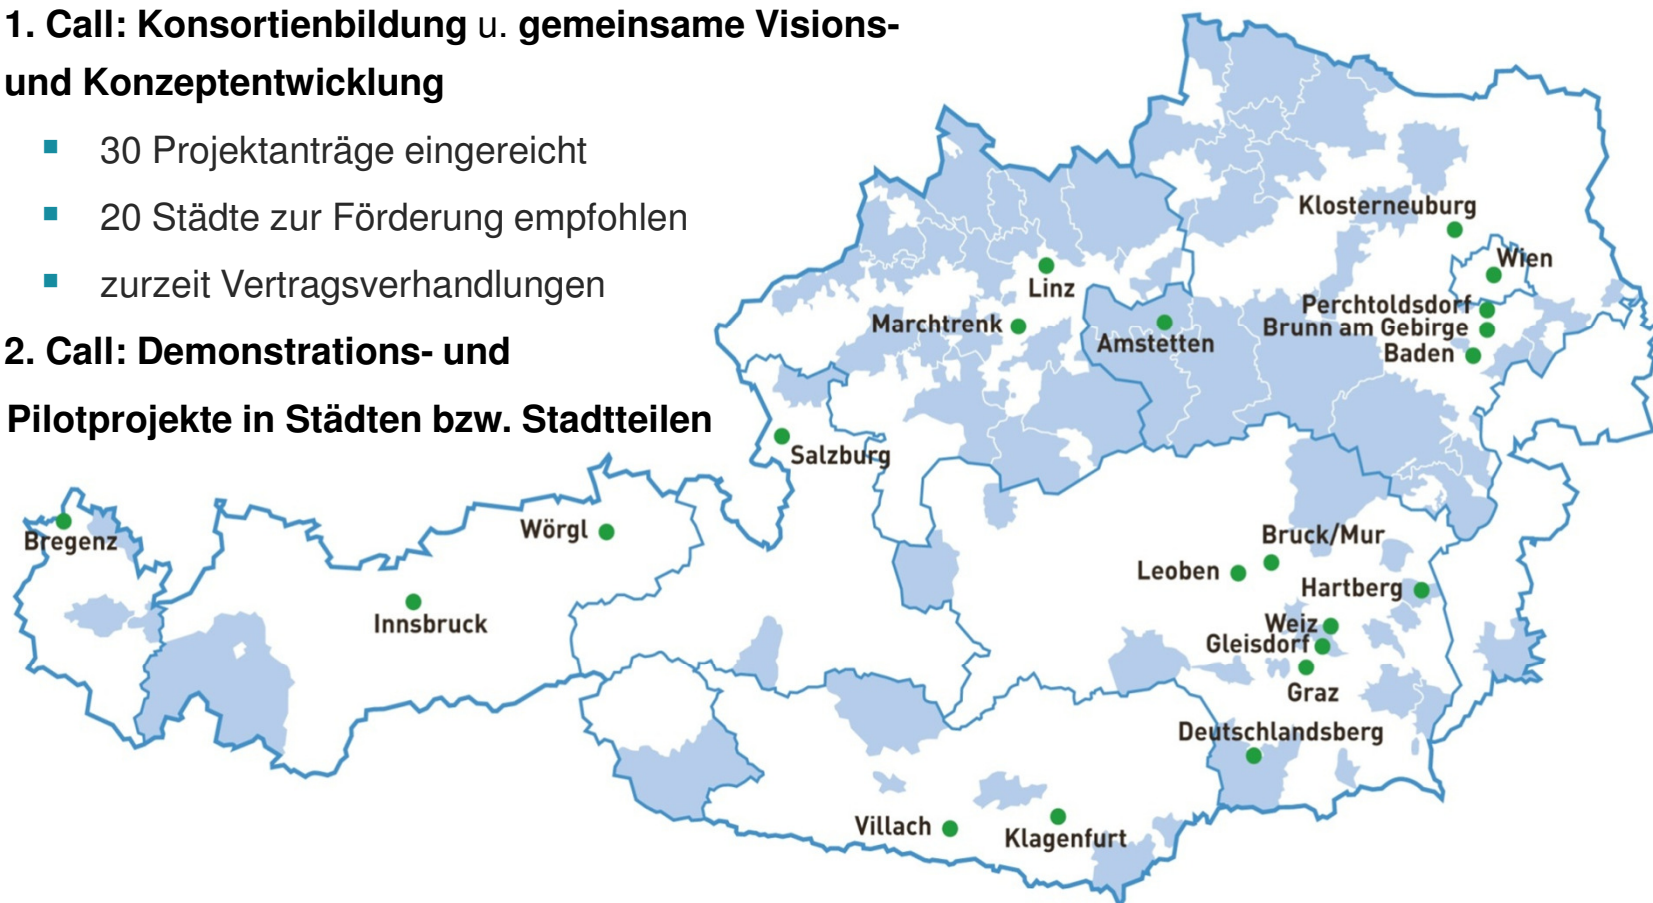 1. Call: Konsortienbildung u. gemeinsame Visions-
und Konzeptentwicklung
30 Projektanträge eingereicht
20 Städte zur Förderung empfohlen
zurzeit Vertragsverhandlungen
2. Call: Demonstrations- und
Pilotprojekte in Städten bzw. Stadtteilen
Klosterneuburg
Wien
Linz
Perchtoldsdorf
Marchtrenk
Brunn am Gebirge
Amstetten
Baden
Salzburg
Wörgl
Bregenz
Bruck/Mur
Leoben
Hartberg
Innsbruck
Weiz
Gleisdorf
Graz
Deutschlandsberg
Villach
Klagenfurt